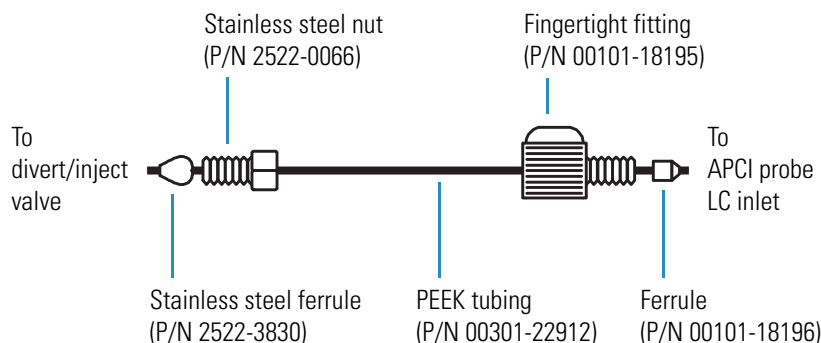 Stainless steel nut
(P/N 2522-0066)
Fingertight fitting
(P/N 00101-18195)
To
divert/inject
valve
To
APCI probe
LC inlet
Stainless steel ferrule
(P/N 2522-3830)
PEEK tubing
(P/N 00301-22912)
Ferrule
(P/N 00101-18196)